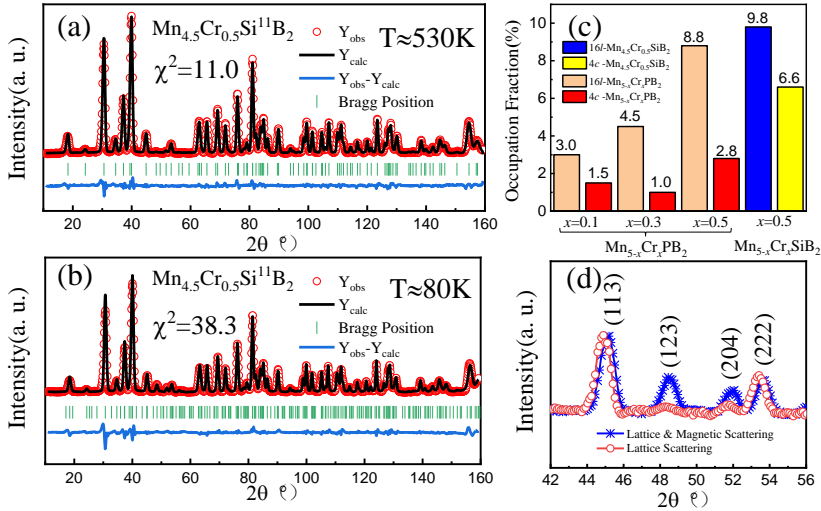 (a)
Mn4.5Cr0.5Si11B2
χ2=11.0
Yobs
Ycalc
Yobs-Ycalc
Bragg Position
T≈530K
Intensity(a. u.)
10 20 40 60 80 100 120 140 160
2θ (°)
(b)
Mn4.5Cr0.5Si11B2
χ2=38.3
Yobs
Ycalc
Bragg Position
Yobs-Ycalc
T≈80K
Intensity(a. u.)
10 20 40 60 80 100 120 140 160
2θ (°)
(c)
16l-Mn4.5Cr0.5SiB2
4c -Mn4.5Cr0.5SiB2
16l-Mn5-xCrxPB2
4c -Mn5-xCrxPB2
Occupation Fraction(%)
10
8
6
4
2
0
3.0 1.5 4.5 1.0 8.8 2.8 9.8 6.6
x=0.1 x=0.3 x=0.5 x=0.5
Mn5-xCrxPB2 Mn5-xCrxSiB2
(d)
(113) (123) (204) (222)
Intensity(a. u.)
Lattice & Magnetic Scattering
Lattice Scattering
42 44 46 48 50 52 54 56
2θ (°)